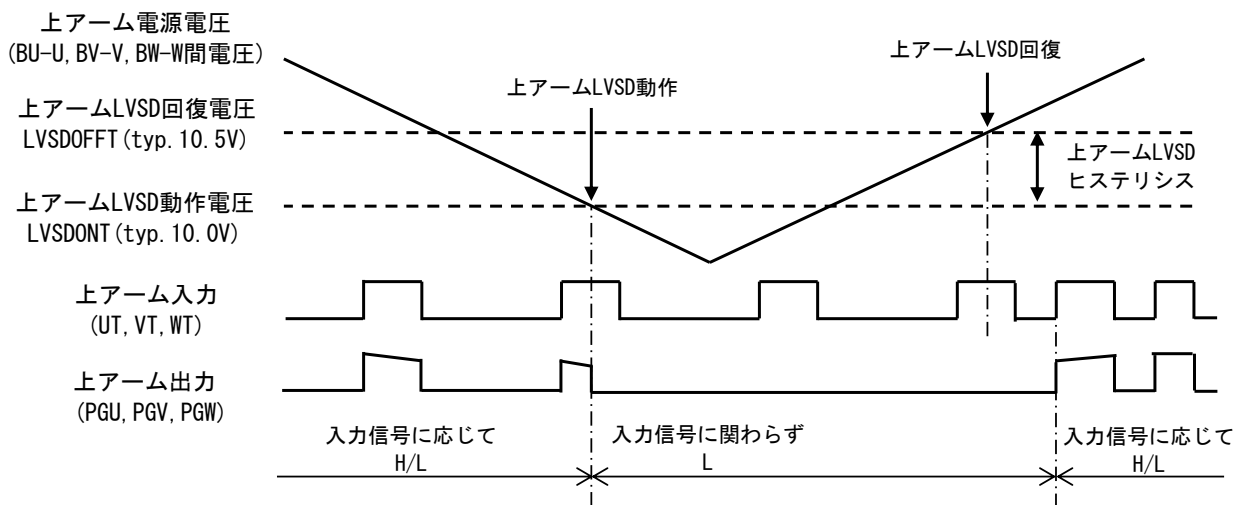 上アーム電源電圧
(BU-U,BV-V,BW-W間電圧)
上アームLVSD回復
上アームLVSD動作
上アームLVSD回復電圧
LVSDOFFT(typ.10.5V)
上アームLVSD
ヒステリシス
上アームLVSD動作電圧
LVSDONT(typ.10.0V)
上アーム入力
(UT,VT,WT)
上アーム出力
(PGU,PGV,PGW)
入力信号に応じて
H/L
入力信号に関わらず
L
入力信号に応じて
H/L